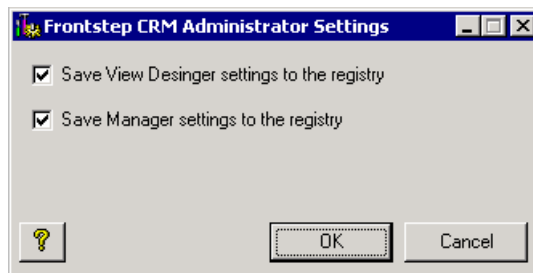 Frontstep CRM Administrator Settings
Save View Desinger settings to the registry
Save Manager settings to the registry
?
OK
Cancel